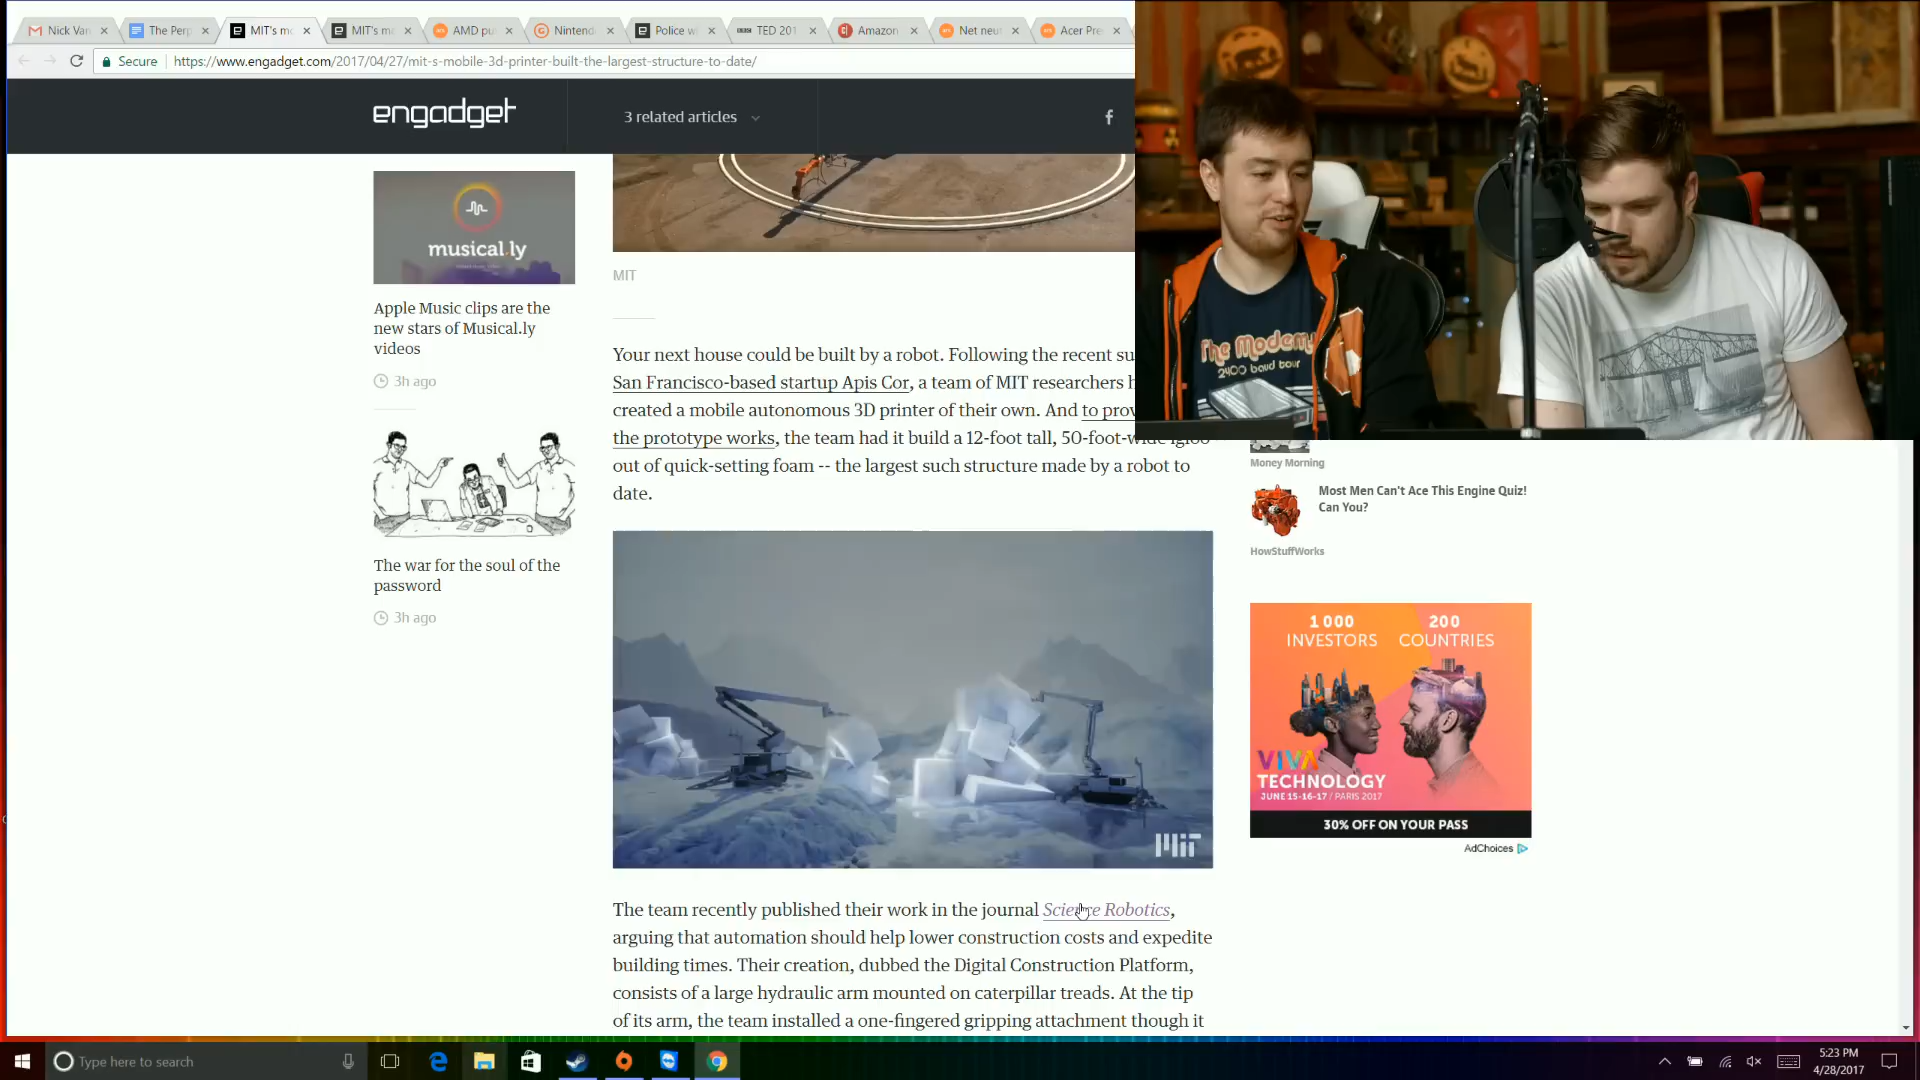 Nick Van
The Perp
MIT's mo
MIT's ma
AMD pu
Nintend
Police w
TED 201
Amazon
Net neu
Acer Pre
Secure
https://www.engadget.com/2017/04/27/mit-s-mobile-3d-printer-built-the-largest-structure-to-date/
engadget
3 related articles
musical.ly
Apple Music clips are the
new stars of Musical.ly
videos
3h ago
The war for the soul of the
password
3h ago
MIT
Your next house could be built by a robot. Following the recent su
San Francisco-based startup Apis Cor, a team of MIT researchers h
created a mobile autonomous 3D printer of their own. And to prov
the prototype works, the team had it build a 12-foot tall, 50-foot-wide igloo
out of quick-setting foam -- the largest such structure made by a robot to
date.
MIT
The team recently published their work in the journal Science Robotics,
arguing that automation should help lower construction costs and expedite
building times. Their creation, dubbed the Digital Construction Platform,
consists of a large hydraulic arm mounted on caterpillar treads. At the tip
of its arm, the team installed a one-fingered gripping attachment though it
The Modems
2400 baud tour
Money Morning
Most Men Can't Ace This Engine Quiz!
Can You?
HowStuffWorks
1 000
INVESTORS
200
COUNTRIES
VIVA
TECHNOLOGY
JUNE 15-16-17 / PARIS 2017
30% OFF ON YOUR PASS
AdChoices
Type here to search
5:23 PM
4/28/2017